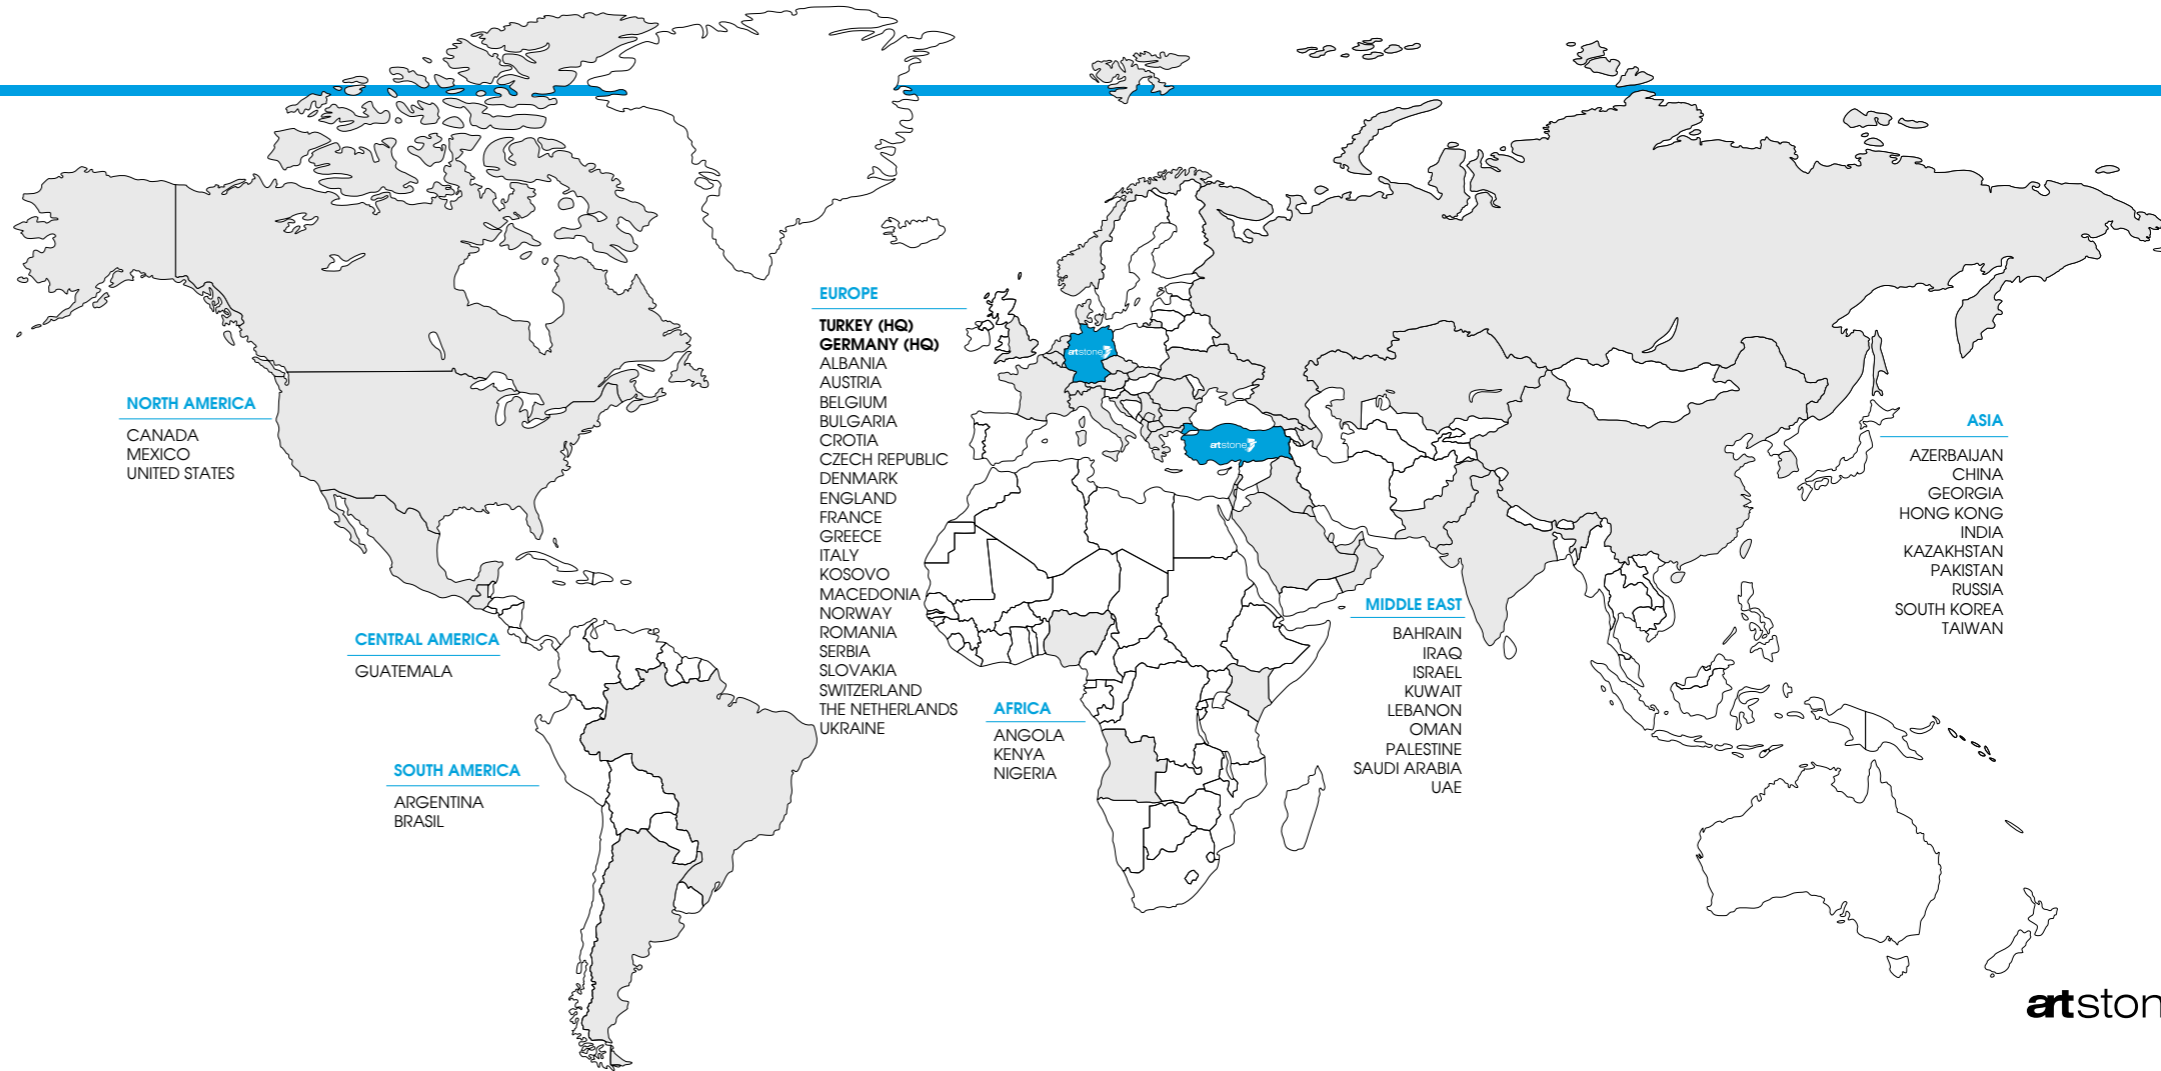 NORTH AMERICA
CANADA
MEXICO
UNITED STATES
CENTRAL AMERICA
GUATEMALA
SOUTH AMERICA
ARGENTINA
BRASIL
EUROPE
TURKEY (HQ)
GERMANY (HQ)
ALBANIA
AUSTRIA
BELGIUM
BULGARIA
CROTIA
CZECH REPUBLIC
DENMARK
ENGLAND
FRANCE
GREECE
ITALY
KOSOVO
MACEDONIA
NORWAY
ROMANIA
SERBIA
SLOVAKIA
SWITZERLAND
THE NETHERLANDS
UKRAINE
artstone
artstone
AFRICA
ANGOLA
KENYA
NIGERIA
MIDDLE EAST
BAHRAIN
IRAQ
ISRAEL
KUWAIT
LEBANON
OMAN
PALESTINE
SAUDI ARABIA
UAE
ASIA
AZERBAIJAN
CHINA
GEORGIA
HONG KONG
INDIA
KAZAKHSTAN
PAKISTAN
RUSSIA
SOUTH KOREA
TAIWAN
artston